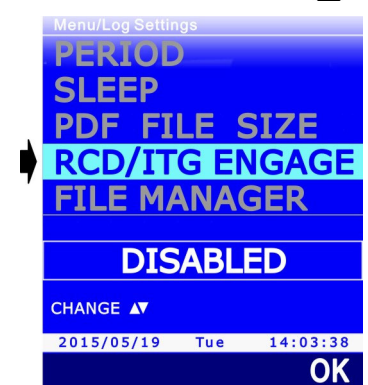 Menu/Log Settings
PERIOD
SLEEP
PDF FILE SIZE
RCD/ITG ENGAGE
FILE MANAGER
DISABLED
CHANGE ▲▼
2015/05/19 Tue 14:03:38
OK